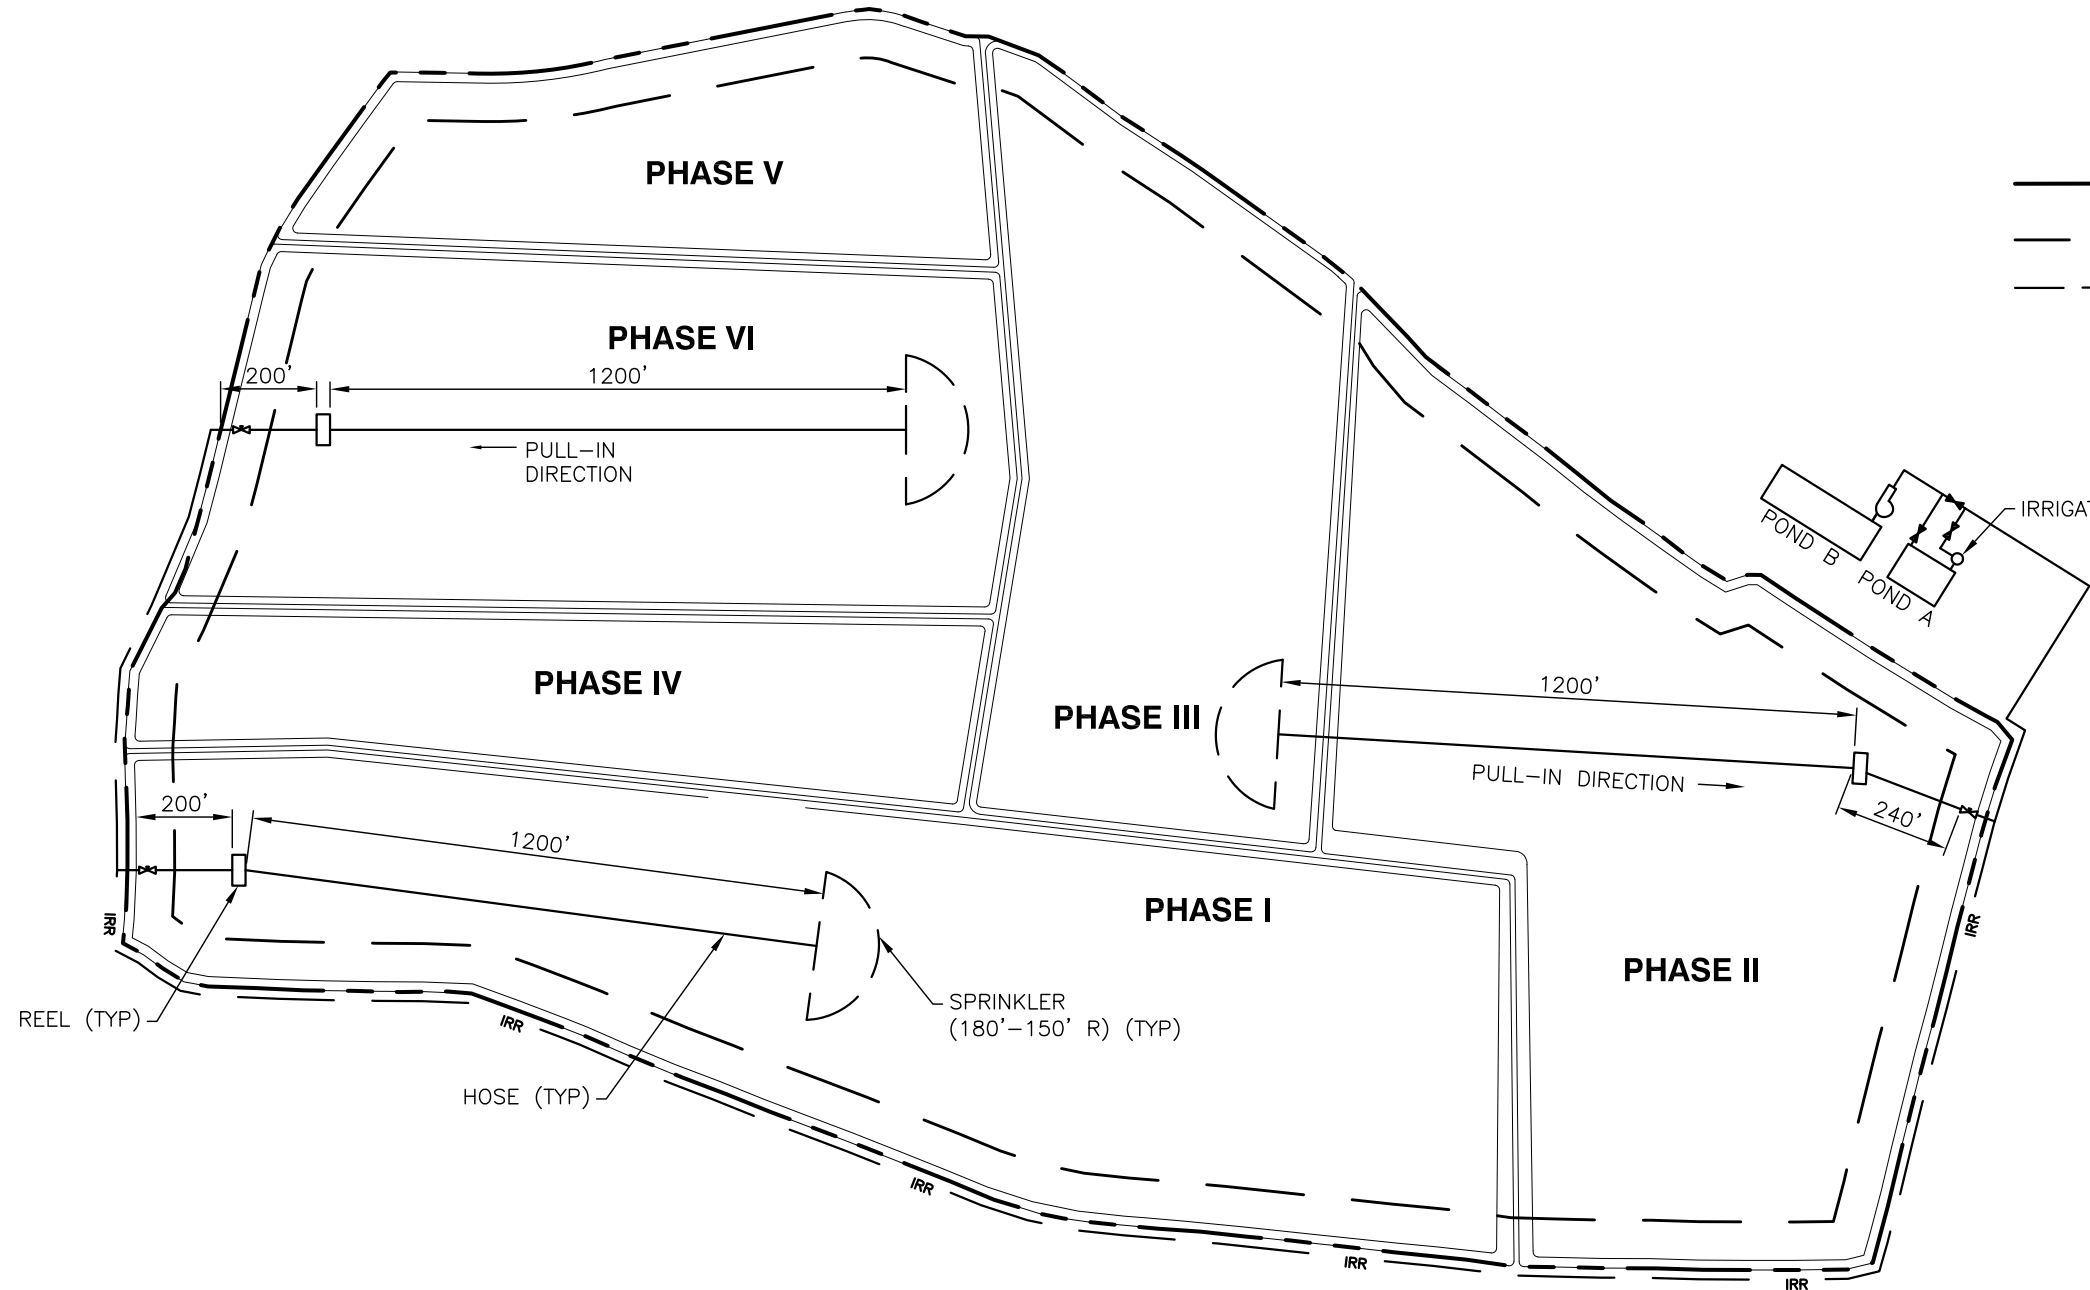 PHASE V
PHASE VI
200'
1200'
PULL-IN
DIRECTION
POND B
POND A
IRRIGAT
PHASE IV
PHASE III
1200'
PULL-IN DIRECTION
240'
200'
1200'
PHASE I
IRR
IRR
PHASE II
REEL (TYP)
SPRINKLER
(180'-150' R) (TYP)
IRR
HOSE (TYP)
IRR
IRR
IRR